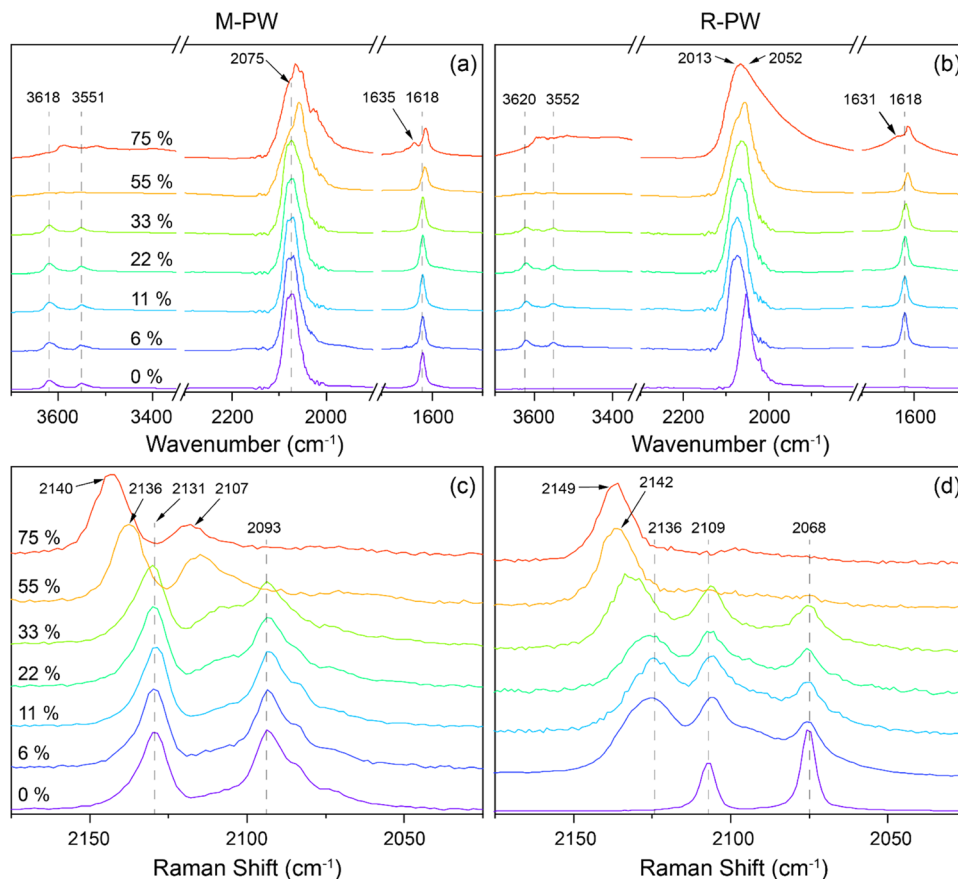 M-PW
R-PW
(a)
2075
3618 3551
1635 1618
75 %
55 %
33 %
22 %
11 %
6 %
0 %
3600 3400 2200 2000 1600
Wavenumber (cm-1)
(b)
2013 2052
3620 3552
1631 1618
3600 3400 2200 2000 1600
Wavenumber (cm-1)
(c)
2140 2136 2131 2107
2093
75 %
55 %
33 %
22 %
11 %
6 %
0 %
2150 2100 2050
Raman Shift (cm-1)
(d)
2149 2142
2136 2109 2068
2150 2100 2050
Raman Shift (cm-1)